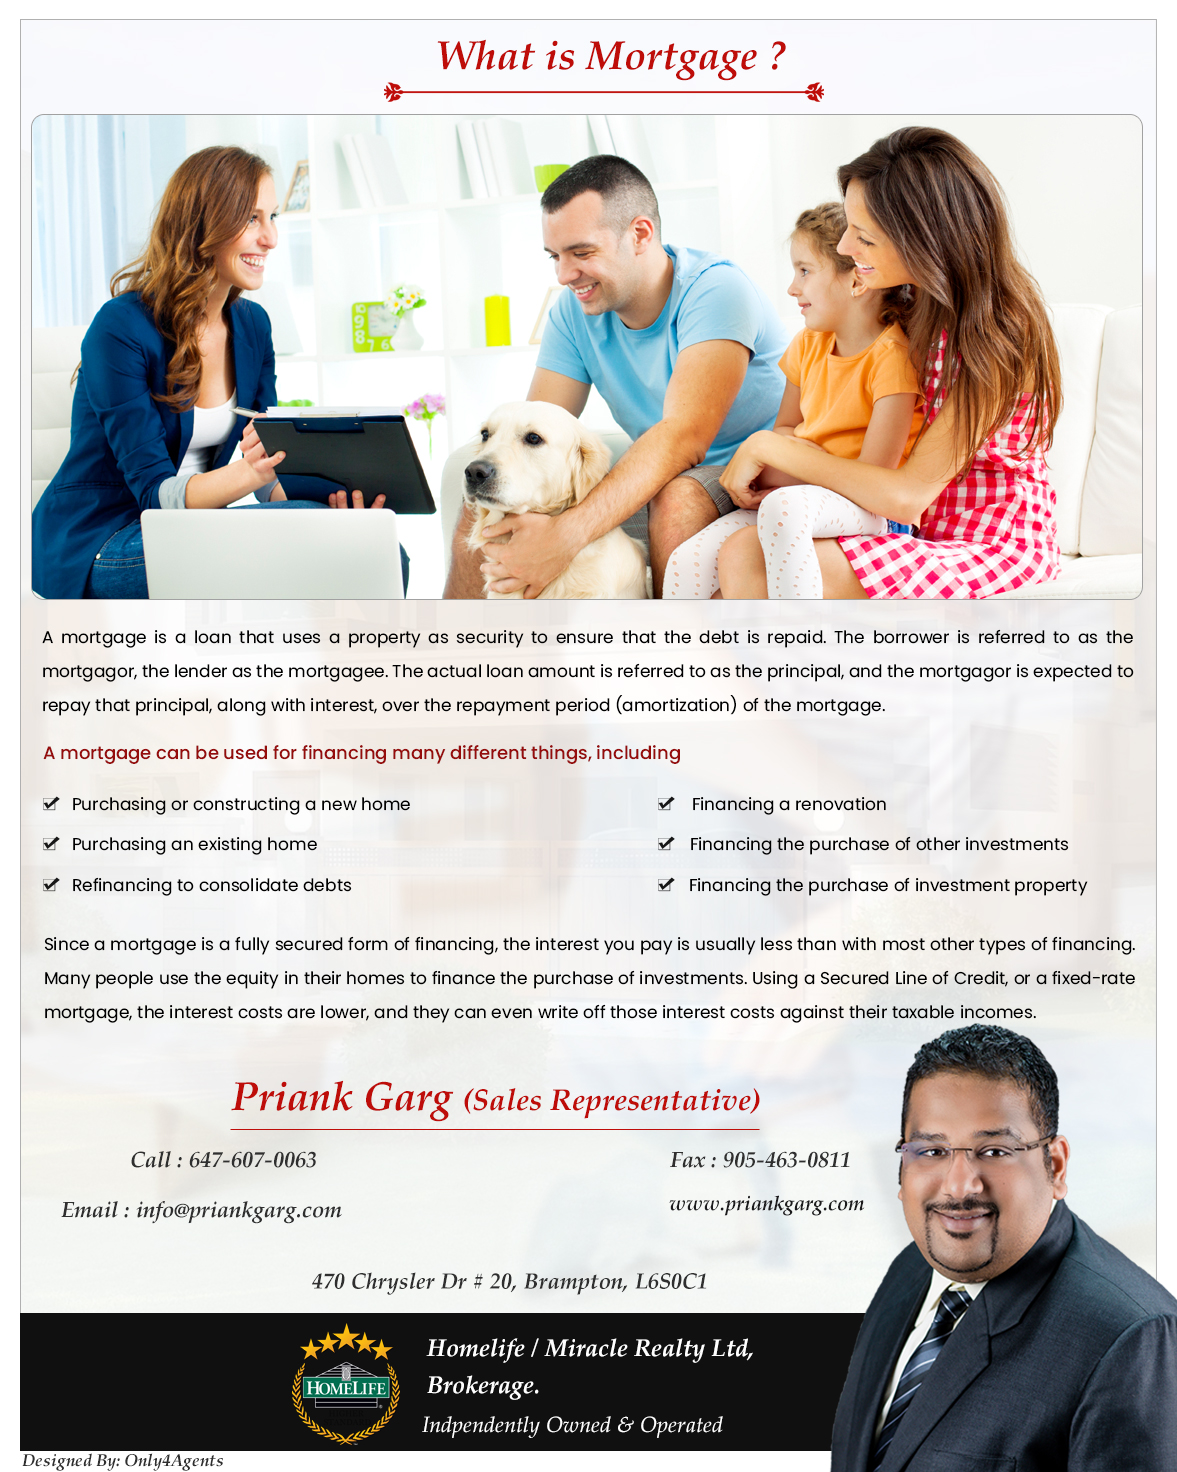 What is Mortgage ?
A mortgage is a loan that uses a property as security to ensure that the debt is repaid. The borrower is referred to as the
mortgagor, the lender as the mortgagee. The actual loan amount is referred to as the principal, and the mortgagor is expected to
repay that principal, along with interest, over the repayment period (amortization) of the mortgage.
A mortgage can be used for financing many different things, including
Purchasing or constructing a new home
Purchasing an existing home
Refinancing to consolidate debts
Financing a renovation
Financing the purchase of other investments
Financing the purchase of investment property
Since a mortgage is a fully secured form of financing, the interest you pay is usually less than with most other types of financing.
Many people use the equity in their homes to finance the purchase of investments. Using a Secured Line of Credit, or a fixed-rate
mortgage, the interest costs are lower, and they can even write off those interest costs against their taxable incomes.
Priank Garg (Sales Representative)
Call : 647-607-0063
Fax : 905-463-0811
Email : info@priankgarg.com
www.priankgarg.com
470 Chrysler Dr # 20, Brampton, L6S0C1
HOMELIFE
Homelife / Miracle Realty Ltd,
Brokerage.
Indpendently Owned & Operated
Designed By: Only4Agents